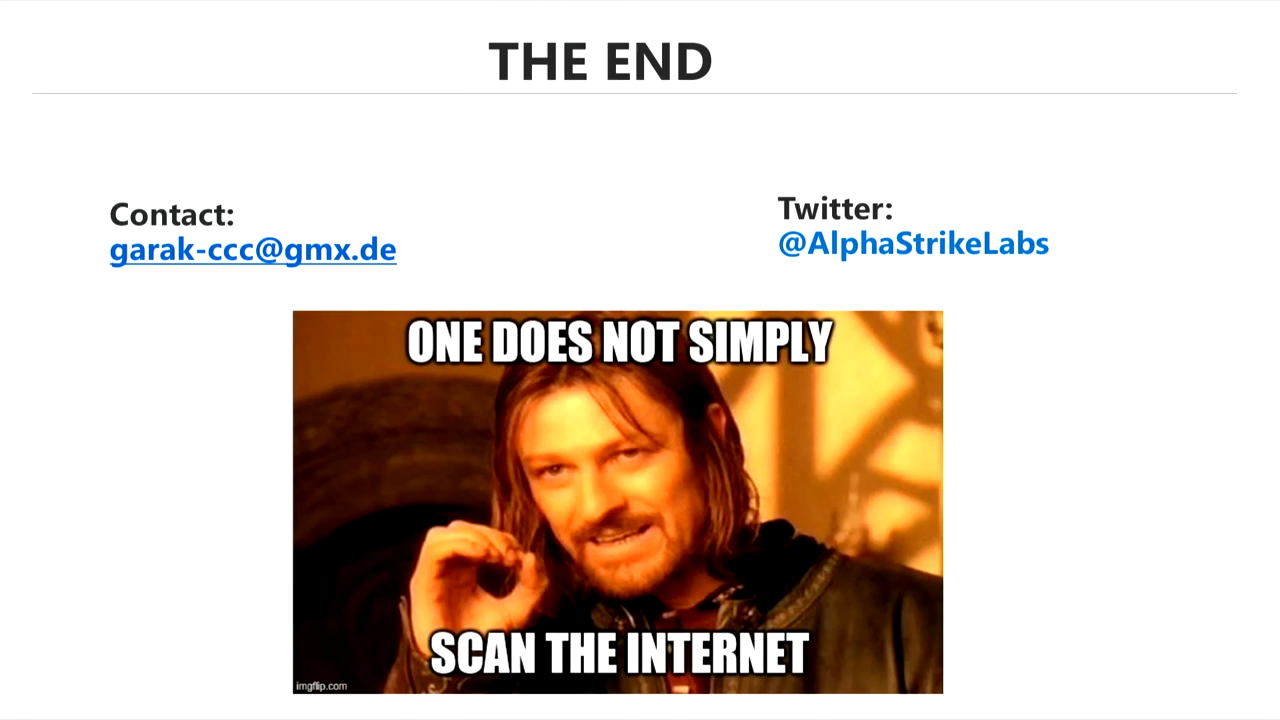 THE END
Contact:
garak-ccc@gmx.de
Twitter:
@AlphaStrikeLabs
ONE DOES NOT SIMPLY
SCAN THE INTERNET
imgflip.com